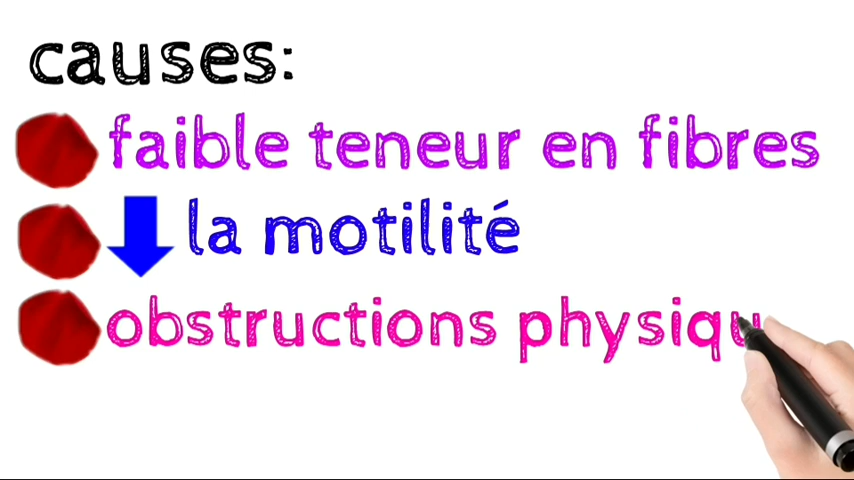 causes:
faible teneur en fibres
la motilité
obstructions physiqu